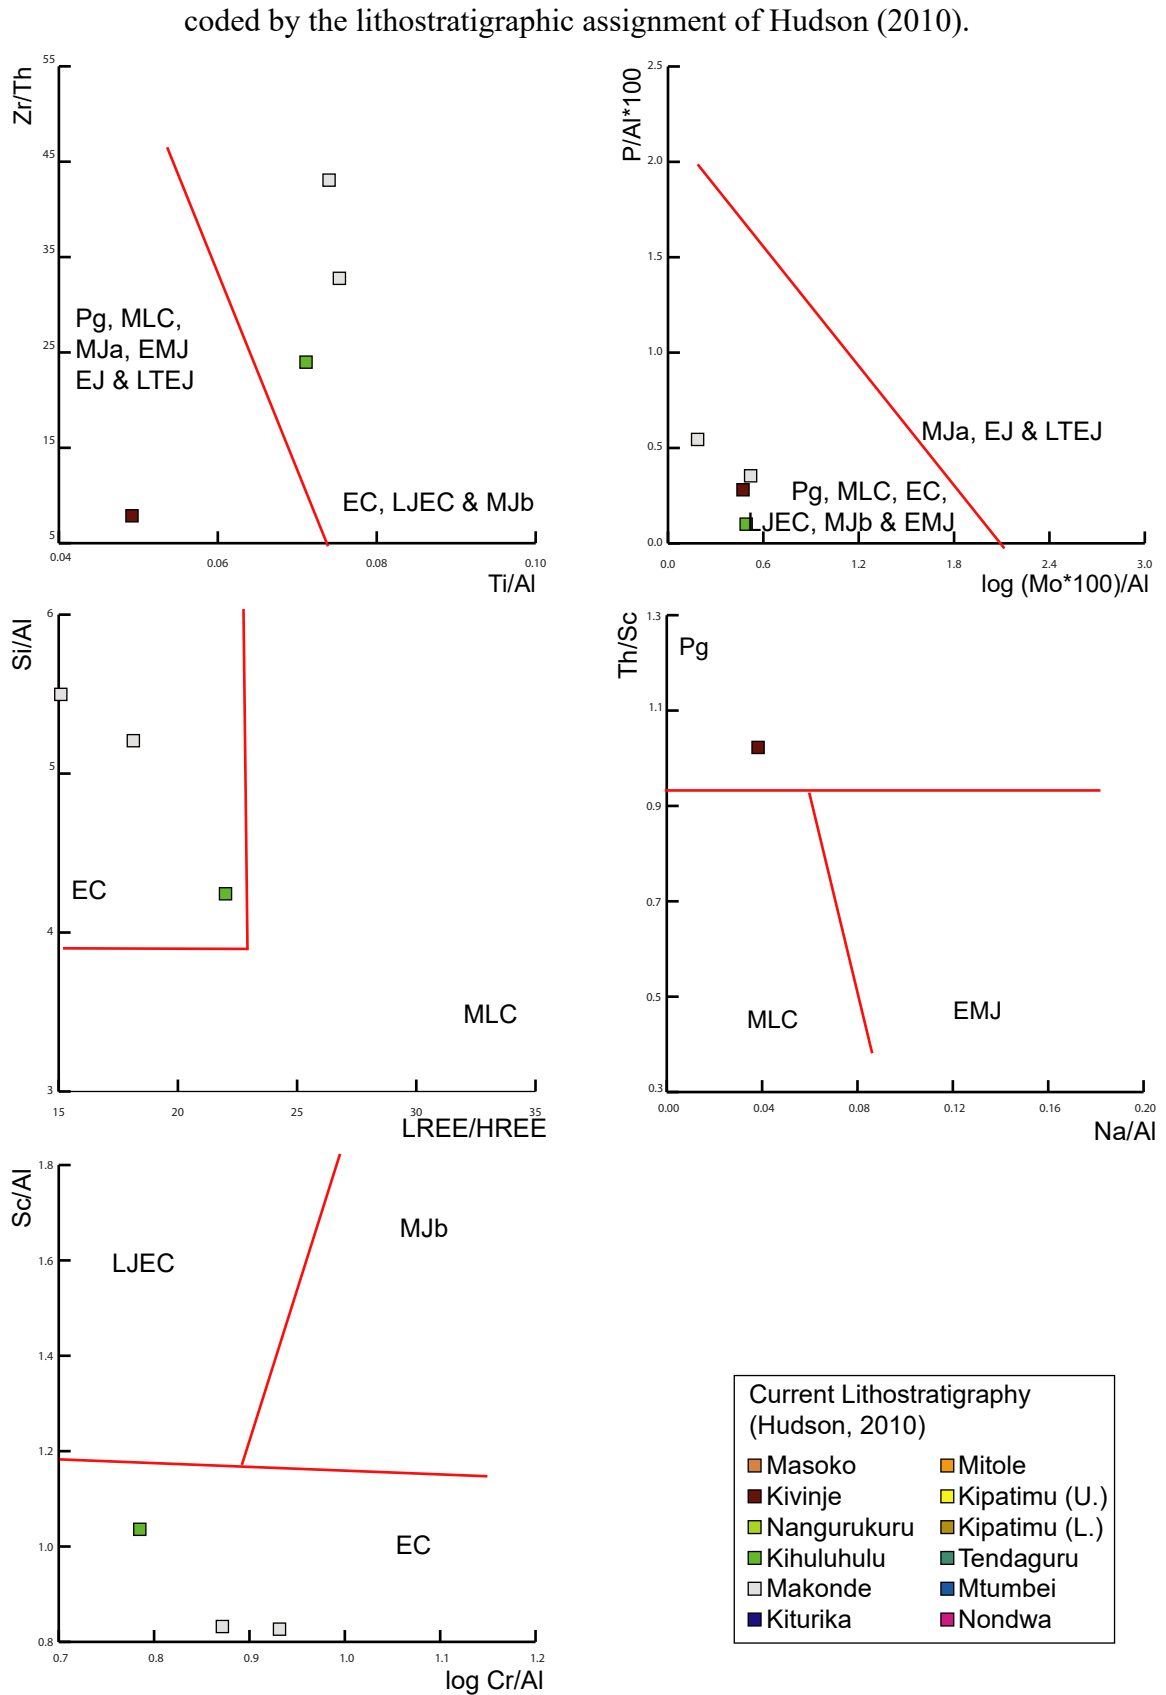 coded by the lithostratigraphic assignment of Hudson (2010).
Zr/Th
55
45
35
25
15
5
Pg, MLC,
MJa, EMJ
EJ & LTEJ
EC, LJEC & MJb
0.04
0.06
0.08
0.10
Ti/Al
P/Al*100
2.5
2.0
1.5
1.0
0.5
0.0
MJa, EJ & LTEJ
Pg, MLC, EC,
LJEC, MJb & EMJ
0.0
0.6
1.2
1.8
2.4
3.0
log (Mo*100)/Al
Si/Al
6
5
4
3
EC
MLC
15
20
25
30
35
LREE/HREE
Th/Sc
1.3
1.1
0.9
0.7
0.5
0.3
Pg
MLC
EMJ
0.00
0.04
0.08
0.12
0.16
0.20
Na/Al
Sc/Al
1.8
1.6
1.4
1.2
1.0
0.8
LJEC
MJb
EC
0.7
0.8
0.9
1.0
1.1
1.2
log Cr/Al
Current Lithostratigraphy
(Hudson, 2010)
Masoko
Kivinje
Nangurukuru
Kihuluhulu
Makonde
Kiturika
Mitole
Kipatimu (U.)
Kipatimu (L.)
Tendaguru
Mtumbei
Nondwa